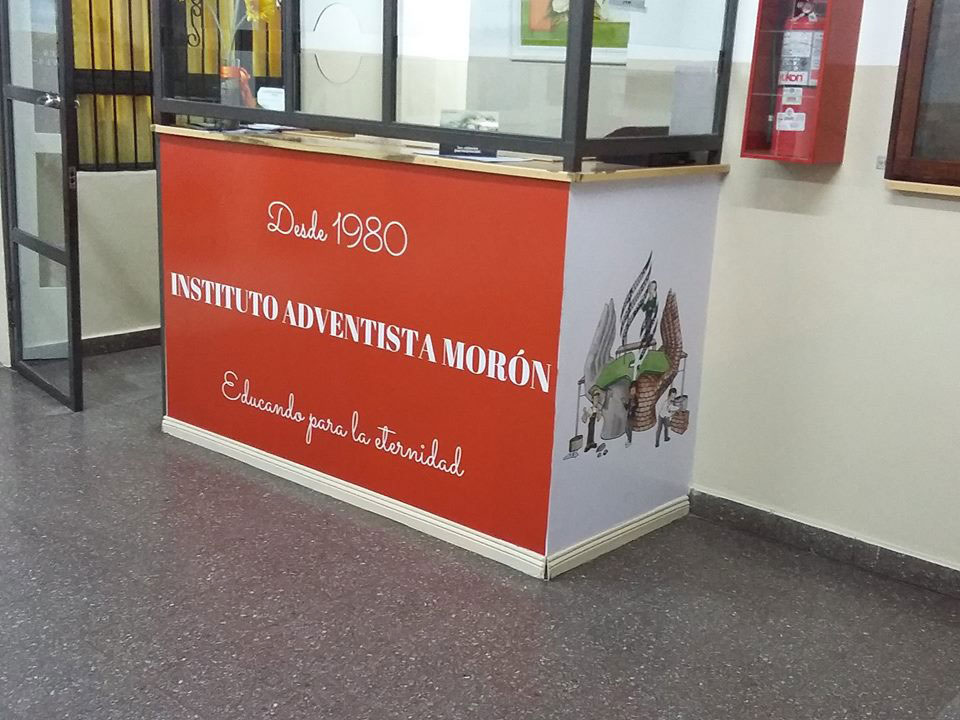 Desde 1980
INSTITUTO ADVENTISTA MORÓN
Educando para la eternidad